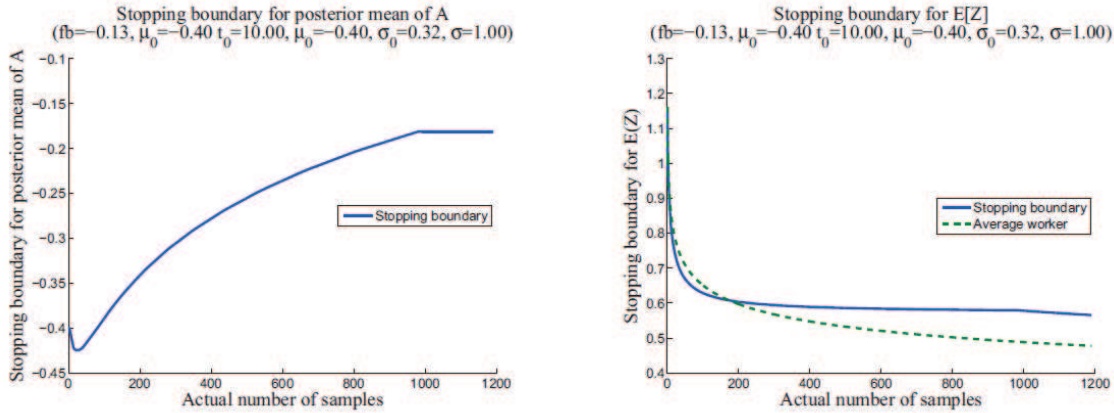 Stopping boundary for posterior mean of A
(fb=−0.13, μ0=−0.40 t0=10.00, μ0=−0.40, σ0=0.32, σ=1.00)
Stopping boundary for posterior mean of A
−0.1
−0.15
−0.2
−0.25
−0.3
−0.35
−0.4
−0.45
Stopping boundary
0 200 400 600 800 1000 1200
Actual number of samples
Stopping boundary for E[Z]
(fb=−0.13, μ0=−0.40 t0=10.00, μ0=−0.40, σ0=0.32, σ=1.00)
Stopping boundary for E(Z)
1.3
1.2
1.1
1
0.9
0.8
0.7
0.6
0.5
0.4
Stopping boundary
Average worker
0 200 400 600 800 1000 1200
Actual number of samples